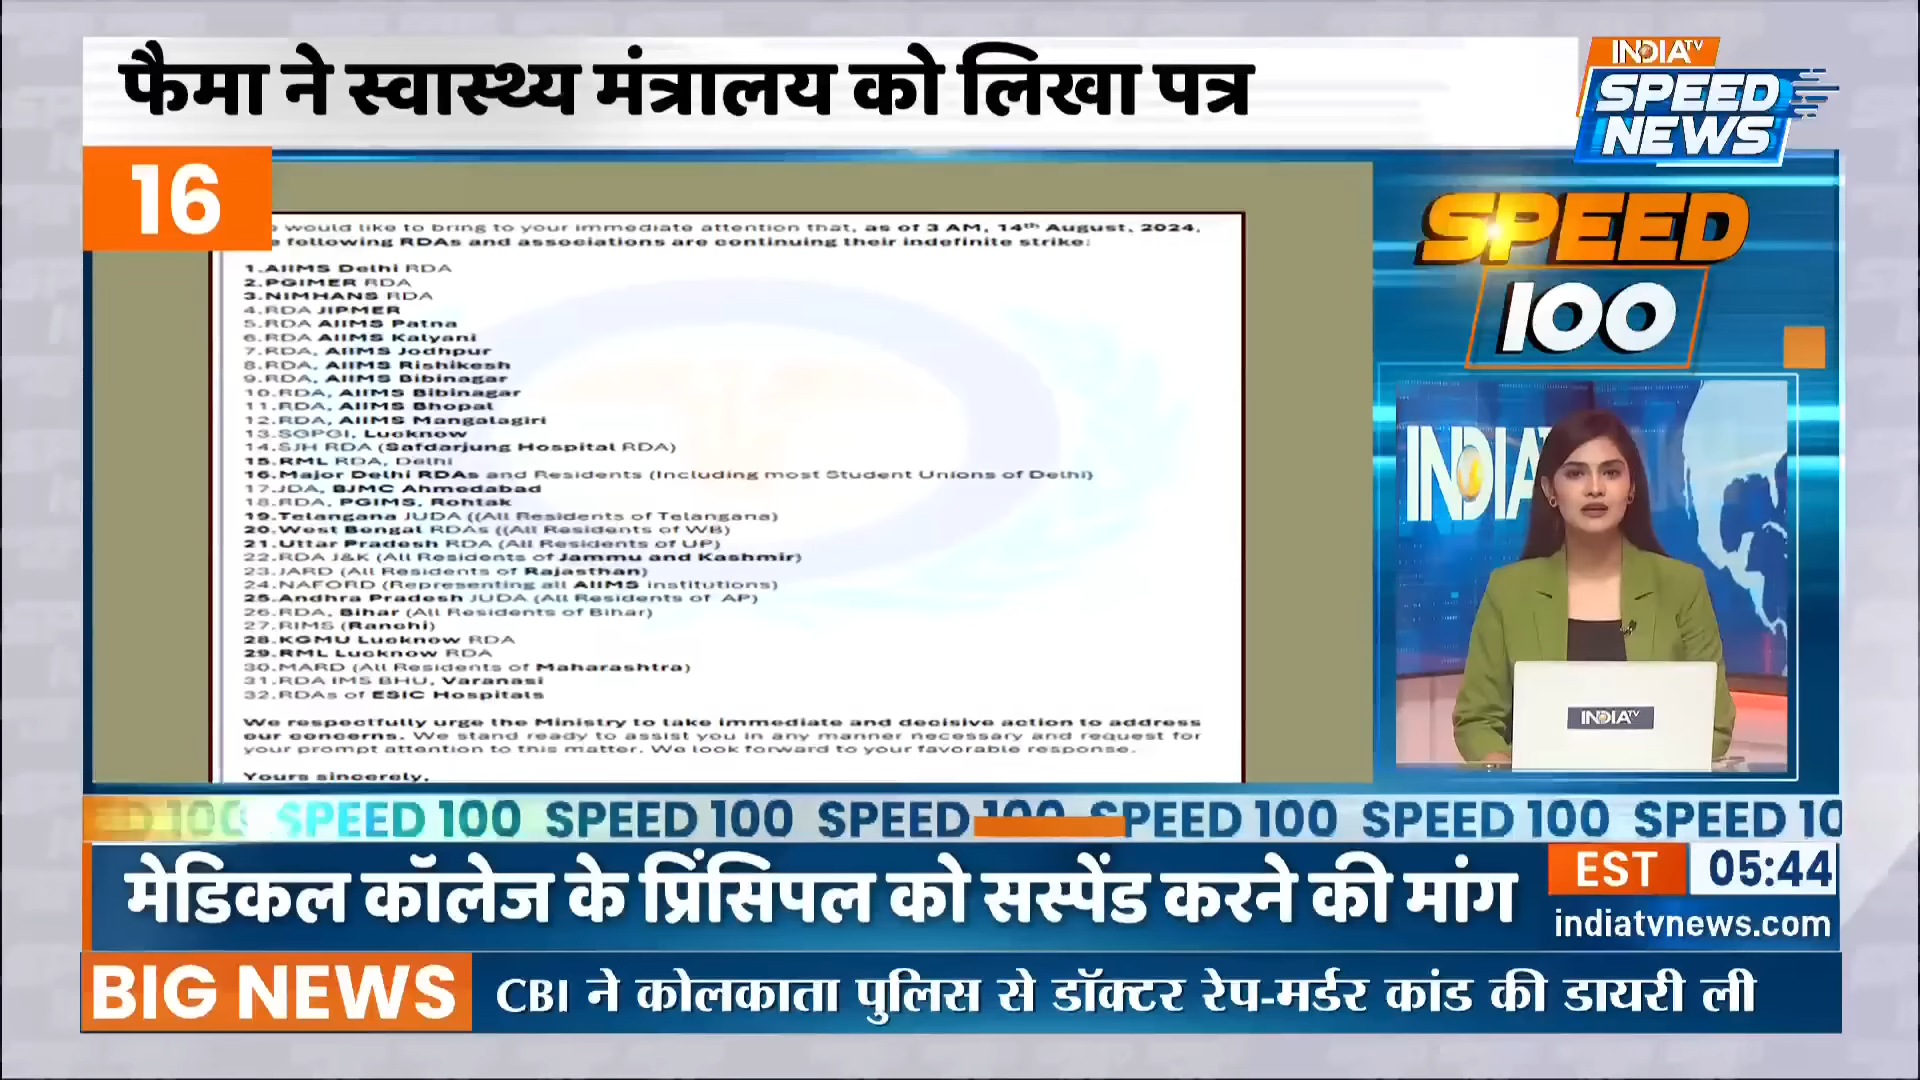 फैमा ने स्वास्थ्य मंत्रालय को लिखा पत्र
INDIA TV
SPEED
NEWS
16
SPEED
100
would like to bring to your immediate attention that, as of 3 AM, 14th August, 2024,
following RDAs and associations are continuing their indefinite strike:
1.AIIMS Delhi RDA
2.PGIMER RDA
3.NIMHANS RDA
4.RDA JIPMER
5.RDA AIIMS Patna
6.RDA AIIMS Kalyani
7.RDA, AIIMS Jodhpur
8.RDA, AIIMS Rishikesh
9.RDA, AIIMS Bibinagar
10.RDA, AIIMS Bibinagar
11.RDA, AIIMS Bhopal
12.RDA, AIIMS Mangalagiri
13.SGPGI, Lucknow
14.SJH RDA (Safdarjung Hospital RDA)
15.RML RDA, Delhi
16.Major Delhi RDAs and Residents (Including most Student Unions of Delhi)
17.JDA, BJMC Ahmedabad
18.RDA, PGIMS, Rohtak
19.Telangana JUDA ((All Residents of Telangana)
20.West Bengal RDAs ((All Residents of WB)
21.Uttar Pradesh RDA (All Residents of UP)
22.RDA J&K (All Residents of Jammu and Kashmir)
23.JARD (All Residents of Rajasthan)
24.NAFORD (Representing all AIIMS institutions)
25.Andhra Pradesh JUDA (All Residents of AP)
26.RDA, Bihar (All Residents of Bihar)
27.RIMS (Ranchi)
28.KGMU Lucknow RDA
29.RML Lucknow RDA
30.MARD (All Residents of Maharashtra)
31.RDA IMS BHU, Varanasi
32.RDAs of ESIC Hospitals
We respectfully urge the Ministry to take immediate and decisive action to address
our concerns. We stand ready to assist you in any manner necessary and request for
your prompt attention to this matter. We look forward to your favorable response.
Yours sincerely,
INDIA TV
SPEED 100 SPEED 100 SPEED 100 SPEED 100 SPEED 10
मेडिकल कॉलेज के प्रिंसिपल को सस्पेंड करने की मांग
EST 05:44
indiatvnews.com
BIG NEWS
CBI ने कोलकाता पुलिस से डॉक्टर रेप-मर्डर कांड की डायरी ली